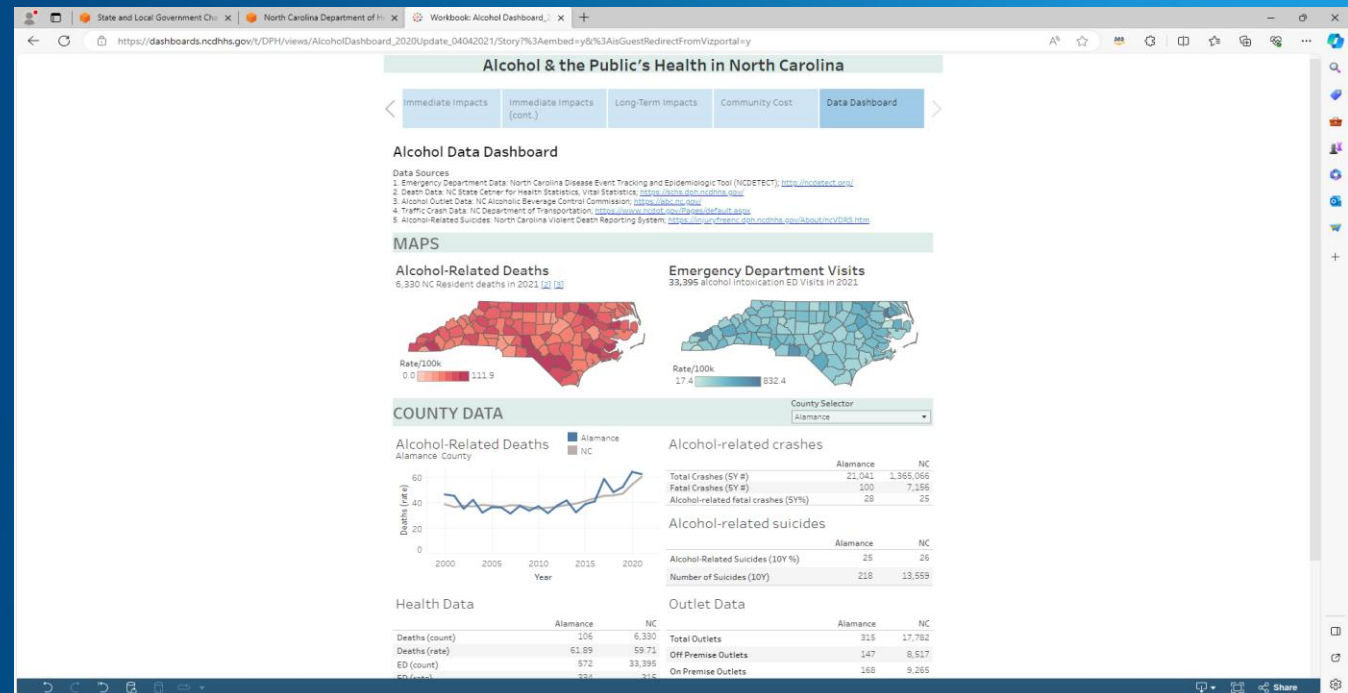 State and Local Government Cha
North Carolina Department of H
Workbook: Alcohol Dashboard_2
https://dashboards.ncdhhs.gov/t/DPH/views/AlcoholDashboard_2020Update_04042021/Story?%3Aembed=y&%3AisGuestRedirectFromVizportal=y
Alcohol & the Public's Health in North Carolina
Immediate Impacts
Immediate Impacts (cont.)
Long-Term Impacts
Community Cost
Data Dashboard
Alcohol Data Dashboard
Data Sources
1. Emergency Department Data: North Carolina Disease Event Tracking and Epidemiologic Tool (NCDETECT); http://ncdetect.org/
2. Death Data: NC State Cetner for Health Statistics, Vital Statistics; https://schs.dph.ncdhhs.gov/
3. Alcohol Outlet Data: NC Alcoholic Beverage Control Commission; https://abc.nc.gov/
4. Traffic Crash Data: NC Department of Transportation; https://www.ncdot.gov/Pages/default.aspx
5. Alcohol-Related Suicides: North Carolina Violent Death Reporting System; https://injuryfreenc.dph.ncdhhs.gov/About/ncVDRS.htm
MAPS
Alcohol-Related Deaths
6,330 NC Resident deaths in 2021
Rate/100k
0.0 111.9
Emergency Department Visits
33,395 alcohol intoxication ED Visits in 2021
Rate/100k
17.4 832.4
COUNTY DATA
County Selector
Alamance
Alcohol-Related Deaths
Alamance County
Alamance
NC
Deaths (rate)
60
40
20
0
2000 2005 2010 2015 2020
Year
Alcohol-related crashes
Alamance NC
Total Crashes (5Y #) 21,041 1,365,066
Fatal Crashes (5Y #) 100 7,156
Alcohol-related fatal crashes (5Y%) 28 25
Alcohol-related suicides
Alamance NC
Alcohol-Related Suicides (10Y %) 25 26
Number of Suicides (10Y) 218 13,559
Health Data
Alamance NC
Deaths (count) 106 6,330
Deaths (rate) 61.89 59.71
ED (count) 572 33,395
ED (rate) 334 315
Outlet Data
Alamance NC
Total Outlets 315 17,782
Off Premise Outlets 147 8,517
On Premise Outlets 168 9,265
Share